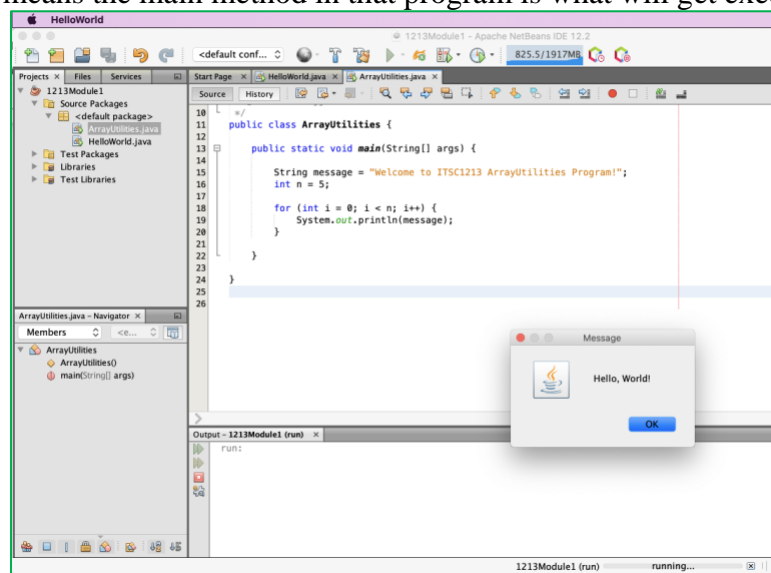 means the main method in that program is what will get exec
HelloWorld
1213Module1 - Apache NetBeans IDE 12.2
<default conf...
825.5/1917MB
Projects Files Services
Start Page HelloWorld.java ArrayUtilities.java
1213Module1
Source Packages
<default package>
ArrayUtilities.java
HelloWorld.java
Test Packages
Libraries
Test Libraries
Source History
10 */
11 public class ArrayUtilities {
12
13 public static void main(String[] args) {
14
15 String message = "Welcome to ITSC1213 ArrayUtilities Program!";
16 int n = 5;
17
18 for (int i = 0; i < n; i++) {
19 System.out.println(message);
20 }
21
22 }
23
24 }
25
26
ArrayUtilities.java - Navigator
Members <e...
ArrayUtilities
ArrayUtilities()
main(String[] args)
Message
Hello, World!
OK
Output - 1213Module1 (run)
run:
1213Module1 (run) running...